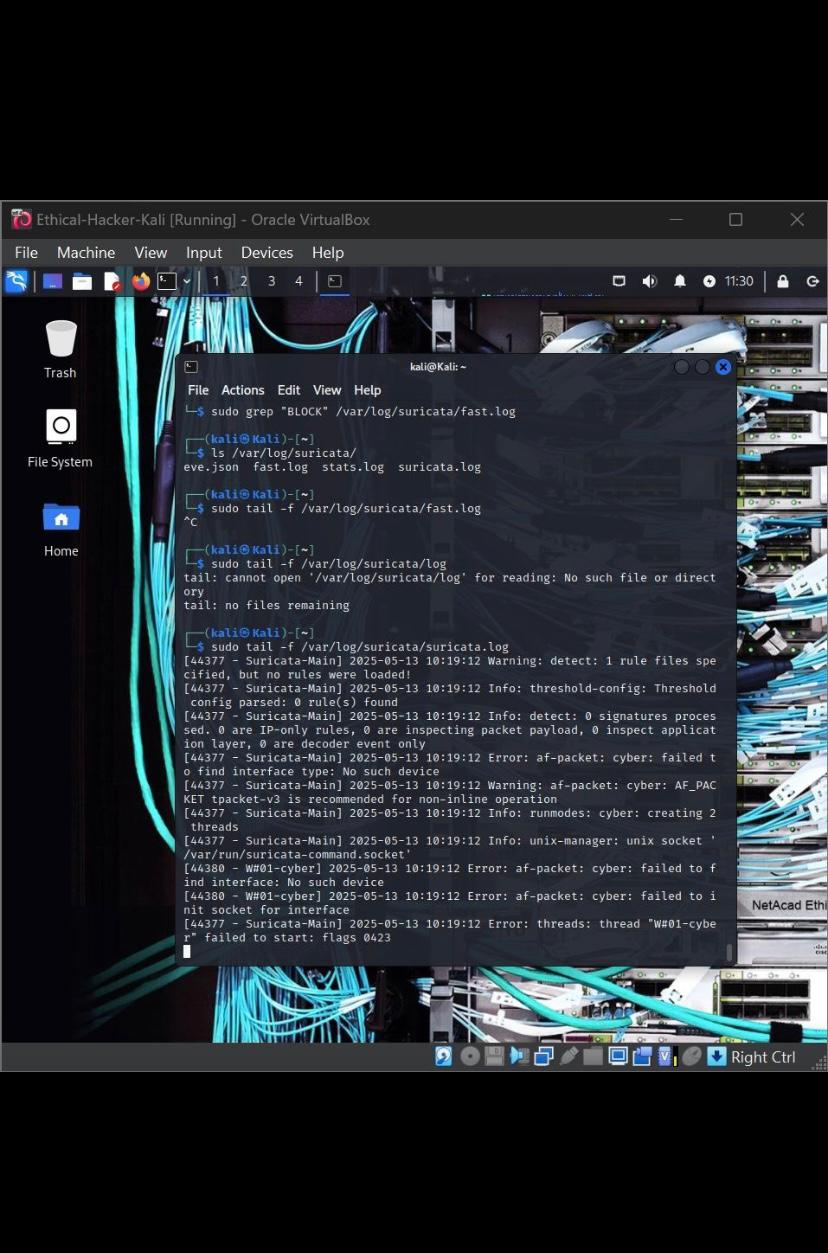 Ethical-Hacker-Kali [Running] - Oracle VirtualBox
File Machine View Input Devices Help
1 2 3 4 11:30
Trash
File System
Home
kali@Kali: ~
File Actions Edit View Help
└─$ sudo grep "BLOCK" /var/log/suricata/fast.log
┌──(kali㉿Kali)-[~]
└─$ ls /var/log/suricata/
eve.json fast.log stats.log suricata.log
┌──(kali㉿Kali)-[~]
└─$ sudo tail -f /var/log/suricata/fast.log
^C
┌──(kali㉿Kali)-[~]
└─$ sudo tail -f /var/log/suricata/log
tail: cannot open '/var/log/suricata/log' for reading: No such file or direct
ory
tail: no files remaining
┌──(kali㉿Kali)-[~]
└─$ sudo tail -f /var/log/suricata/suricata.log
[44377 - Suricata-Main] 2025-05-13 10:19:12 Warning: detect: 1 rule files spe
cified, but no rules were loaded!
[44377 - Suricata-Main] 2025-05-13 10:19:12 Info: threshold-config: Threshold
config parsed: 0 rule(s) found
[44377 - Suricata-Main] 2025-05-13 10:19:12 Info: detect: 0 signatures proces
sed. 0 are IP-only rules, 0 are inspecting packet payload, 0 inspect applicat
ion layer, 0 are decoder event only
[44377 - Suricata-Main] 2025-05-13 10:19:12 Error: af-packet: cyber: failed t
o find interface type: No such device
[44377 - Suricata-Main] 2025-05-13 10:19:12 Warning: af-packet: cyber: AF_PAC
KET tpacket-v3 is recommended for non-inline operation
[44377 - Suricata-Main] 2025-05-13 10:19:12 Info: runmodes: cyber: creating 2
threads
[44377 - Suricata-Main] 2025-05-13 10:19:12 Info: unix-manager: unix socket '
/var/run/suricata-command.socket'
[44380 - W#01-cyber] 2025-05-13 10:19:12 Error: af-packet: cyber: failed to f
ind interface: No such device
[44380 - W#01-cyber] 2025-05-13 10:19:12 Error: af-packet: cyber: failed to i
nit socket for interface
[44377 - Suricata-Main] 2025-05-13 10:19:12 Error: threads: thread "W#01-cybe
r" failed to start: flags 0423
NetAcad Ethi
Right Ctrl